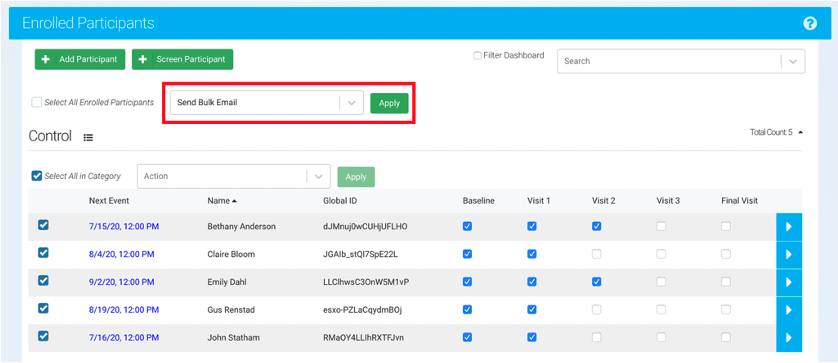 Enrolled Participants ?
+ Add Participant + Screen Participant Filter Dashboard Search
Select All Enrolled Participants Send Bulk Email Apply
Control Total Count: 5
Select All in Category Action Apply
Next Event Name Global ID Baseline Visit 1 Visit 2 Visit 3 Final Visit
7/15/20, 12:00 PM Bethany Anderson dJMnuj0wCUHjUFLHO
8/4/20, 12:00 PM Claire Bloom JGAIb_stQl7SpE22L
9/2/20, 12:00 PM Emily Dahl LLClhwsC3OnW5M1vP
8/19/20, 12:00 PM Gus Renstad esxo-PZLaCqydmBOj
7/16/20, 12:00 PM John Statham RMaOY4LLlhRXTFJvn